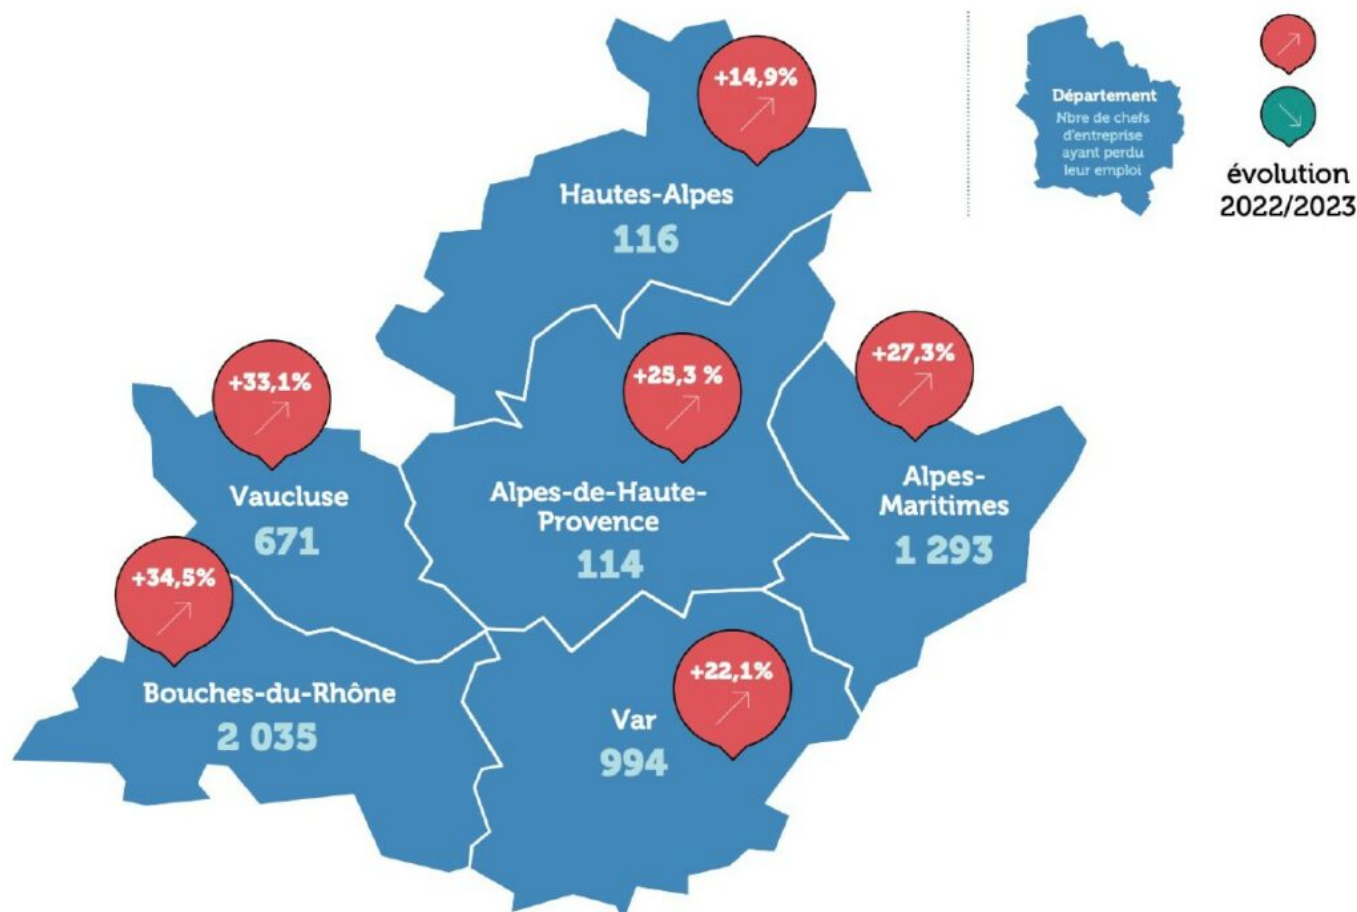 +14,9%
Hautes-Alpes
116
Département
Nbre de chefs
d'entreprise
ayant perdu
leur emploi
évolution
2022/2023
+33,1%
Vaucluse
671
+25,3 %
Alpes-de-Haute-
Provence
114
+27,3%
Alpes-
Maritimes
1 293
+34,5%
Bouches-du-Rhône
2 035
+22,1%
Var
994